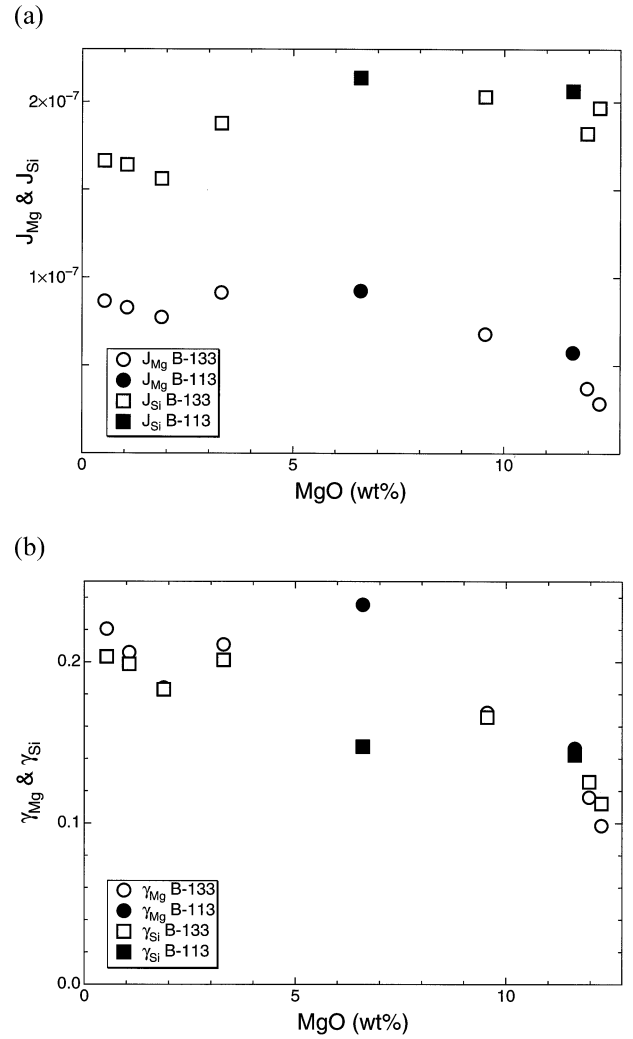 (a)
2×10⁻⁷
1×10⁻⁷
J_Mg & J_Si
J_Mg B-133
J_Mg B-113
J_Si B-133
J_Si B-113
0 5 10
MgO (wt%)
(b)
0.2
0.1
0.0
γ_Mg & γ_Si
γ_Mg B-133
γ_Mg B-113
γ_Si B-133
γ_Si B-113
0 5 10
MgO (wt%)